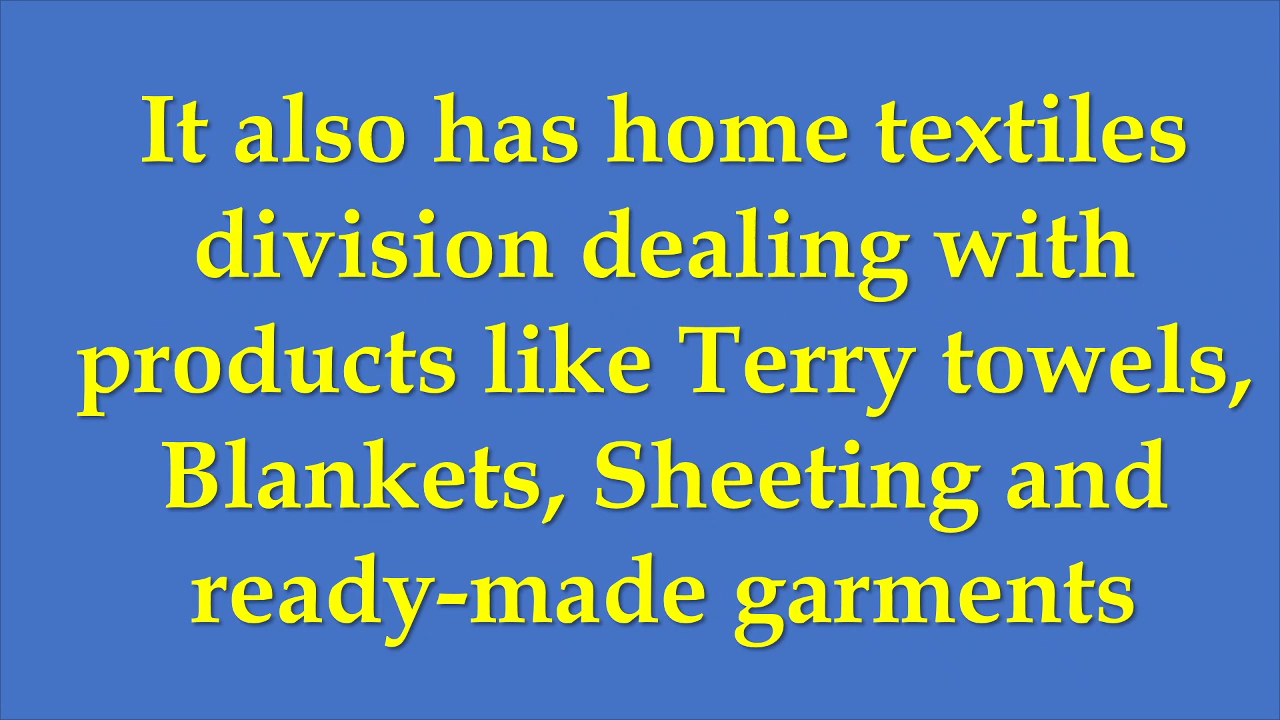 It also has home textiles
division dealing with
products like Terry towels,
Blankets, Sheeting and
ready-made garments